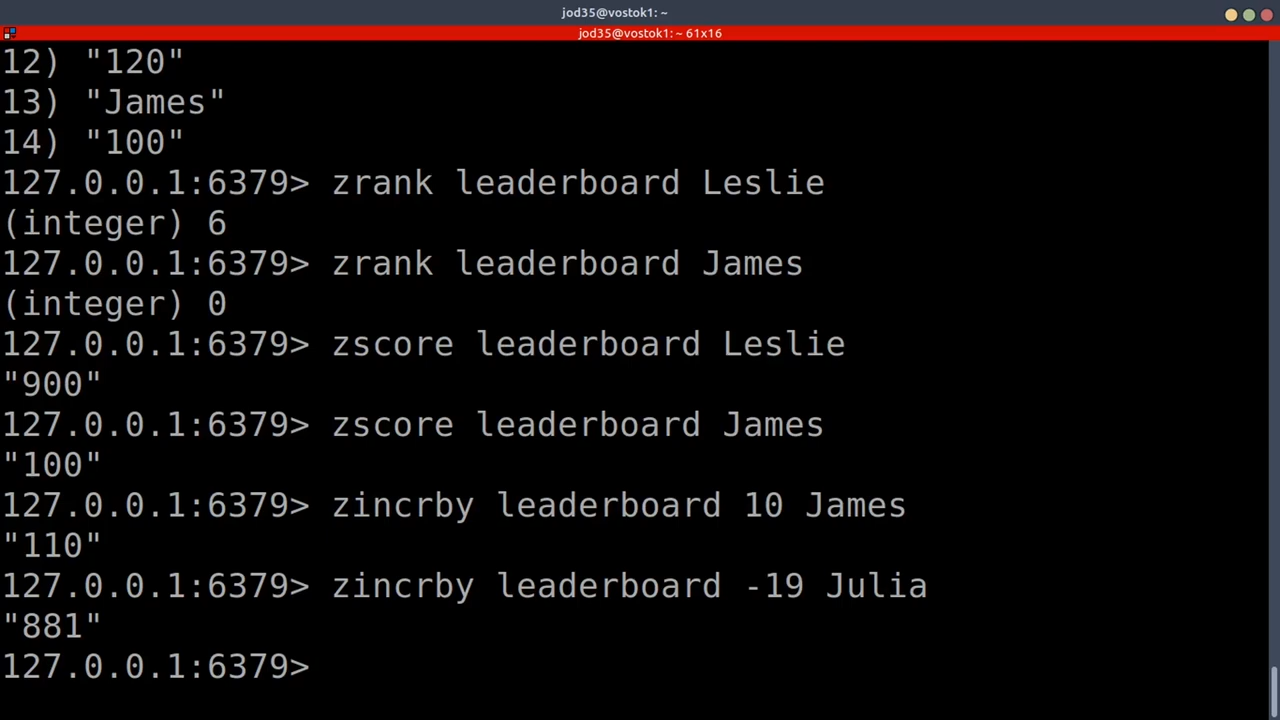 jod35@vostok1: ~
jod35@vostok1: ~ 61x16
12) "120"
13) "James"
14) "100"
127.0.0.1:6379> zrank leaderboard Leslie
(integer) 6
127.0.0.1:6379> zrank leaderboard James
(integer) 0
127.0.0.1:6379> zscore leaderboard Leslie
"900"
127.0.0.1:6379> zscore leaderboard James
"100"
127.0.0.1:6379> zincrby leaderboard 10 James
"110"
127.0.0.1:6379> zincrby leaderboard -19 Julia
"881"
127.0.0.1:6379>